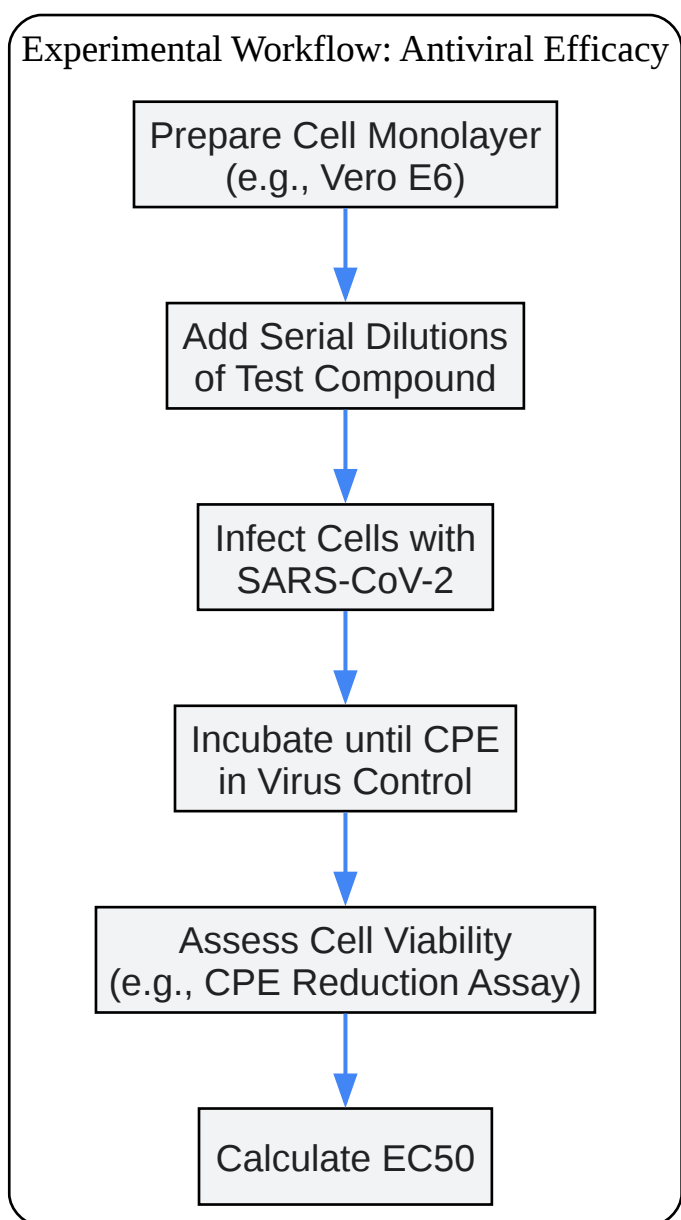 Experimental Workflow: Antiviral Efficacy
Prepare Cell Monolayer
(e.g., Vero E6)
Add Serial Dilutions
of Test Compound
Infect Cells with
SARS-CoV-2
Incubate until CPE
in Virus Control
Assess Cell Viability
(e.g., CPE Reduction Assay)
Calculate EC50